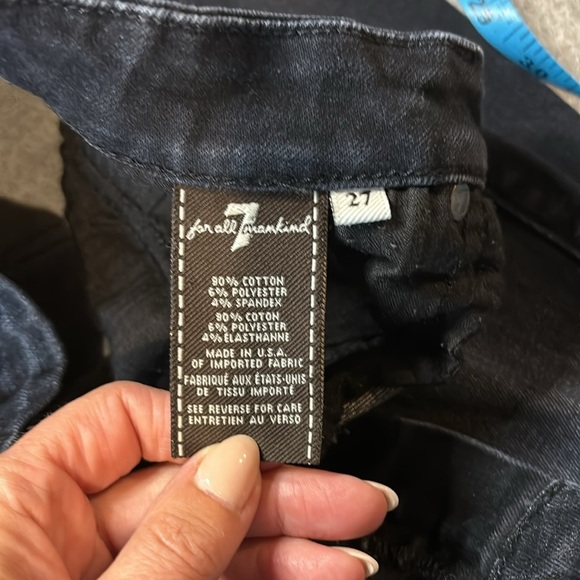 for all 7 mankind
27
80% COTTON
6% POLYESTER
4% SPANDEX
80% COTON
6% POLYESTER
4% ELASTHANNE
MADE IN U.S.A.
OF IMPORTED FABRIC
FABRIQUÉ AUX ÉTATS-UNIS
DE TISSU IMPORTÉ
SEE REVERSE FOR CARE
ENTRETIEN AU VERSO